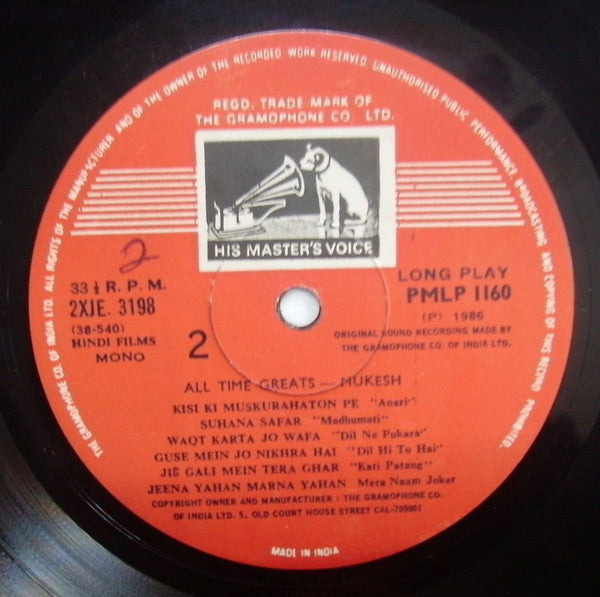 ALL RIGHTS OF THE MANUFACTURER AND OF THE OWNER OF THE RECORDED WORK RESERVED. UNAUTHORISED PUBLIC PERFORMANCE, BROADCASTING AND COPYING OF THIS RECORD PROHIBITED.
THE GRAMOPHONE CO. OF INDIA LTD.
REGD. TRADE MARK OF
THE GRAMOPHONE CO. LTD.
HIS MASTER'S VOICE
2
33 ⅓ R. P. M.
2XJE. 3198
(38-540)
HINDI FILMS
MONO
2
LONG PLAY
PMLP 1160
(P) 1986
ORIGINAL SOUND RECORDING MADE BY
THE GRAMOPHONE CO. OF INDIA LTD.
ALL TIME GREATS — MUKESH
KISI KI MUSKURAHATON PE "Anari"
SUHANA SAFAR "Madhumati"
WAQT KARTA JO WAFA "Dil Ne Pukara"
GUSE MEIN JO NIKHRA HAI "Dil Hi To Hai"
JIS GALI MEIN TERA GHAR "Kati Patang"
JEENA YAHAN MARNA YAHAN Mera Naam Joker
COPYRIGHT OWNER AND MANUFACTURER : THE GRAMOPHONE CO.
OF INDIA LTD. 5, OLD COURT HOUSE STREET CAL-700001
MADE IN INDIA